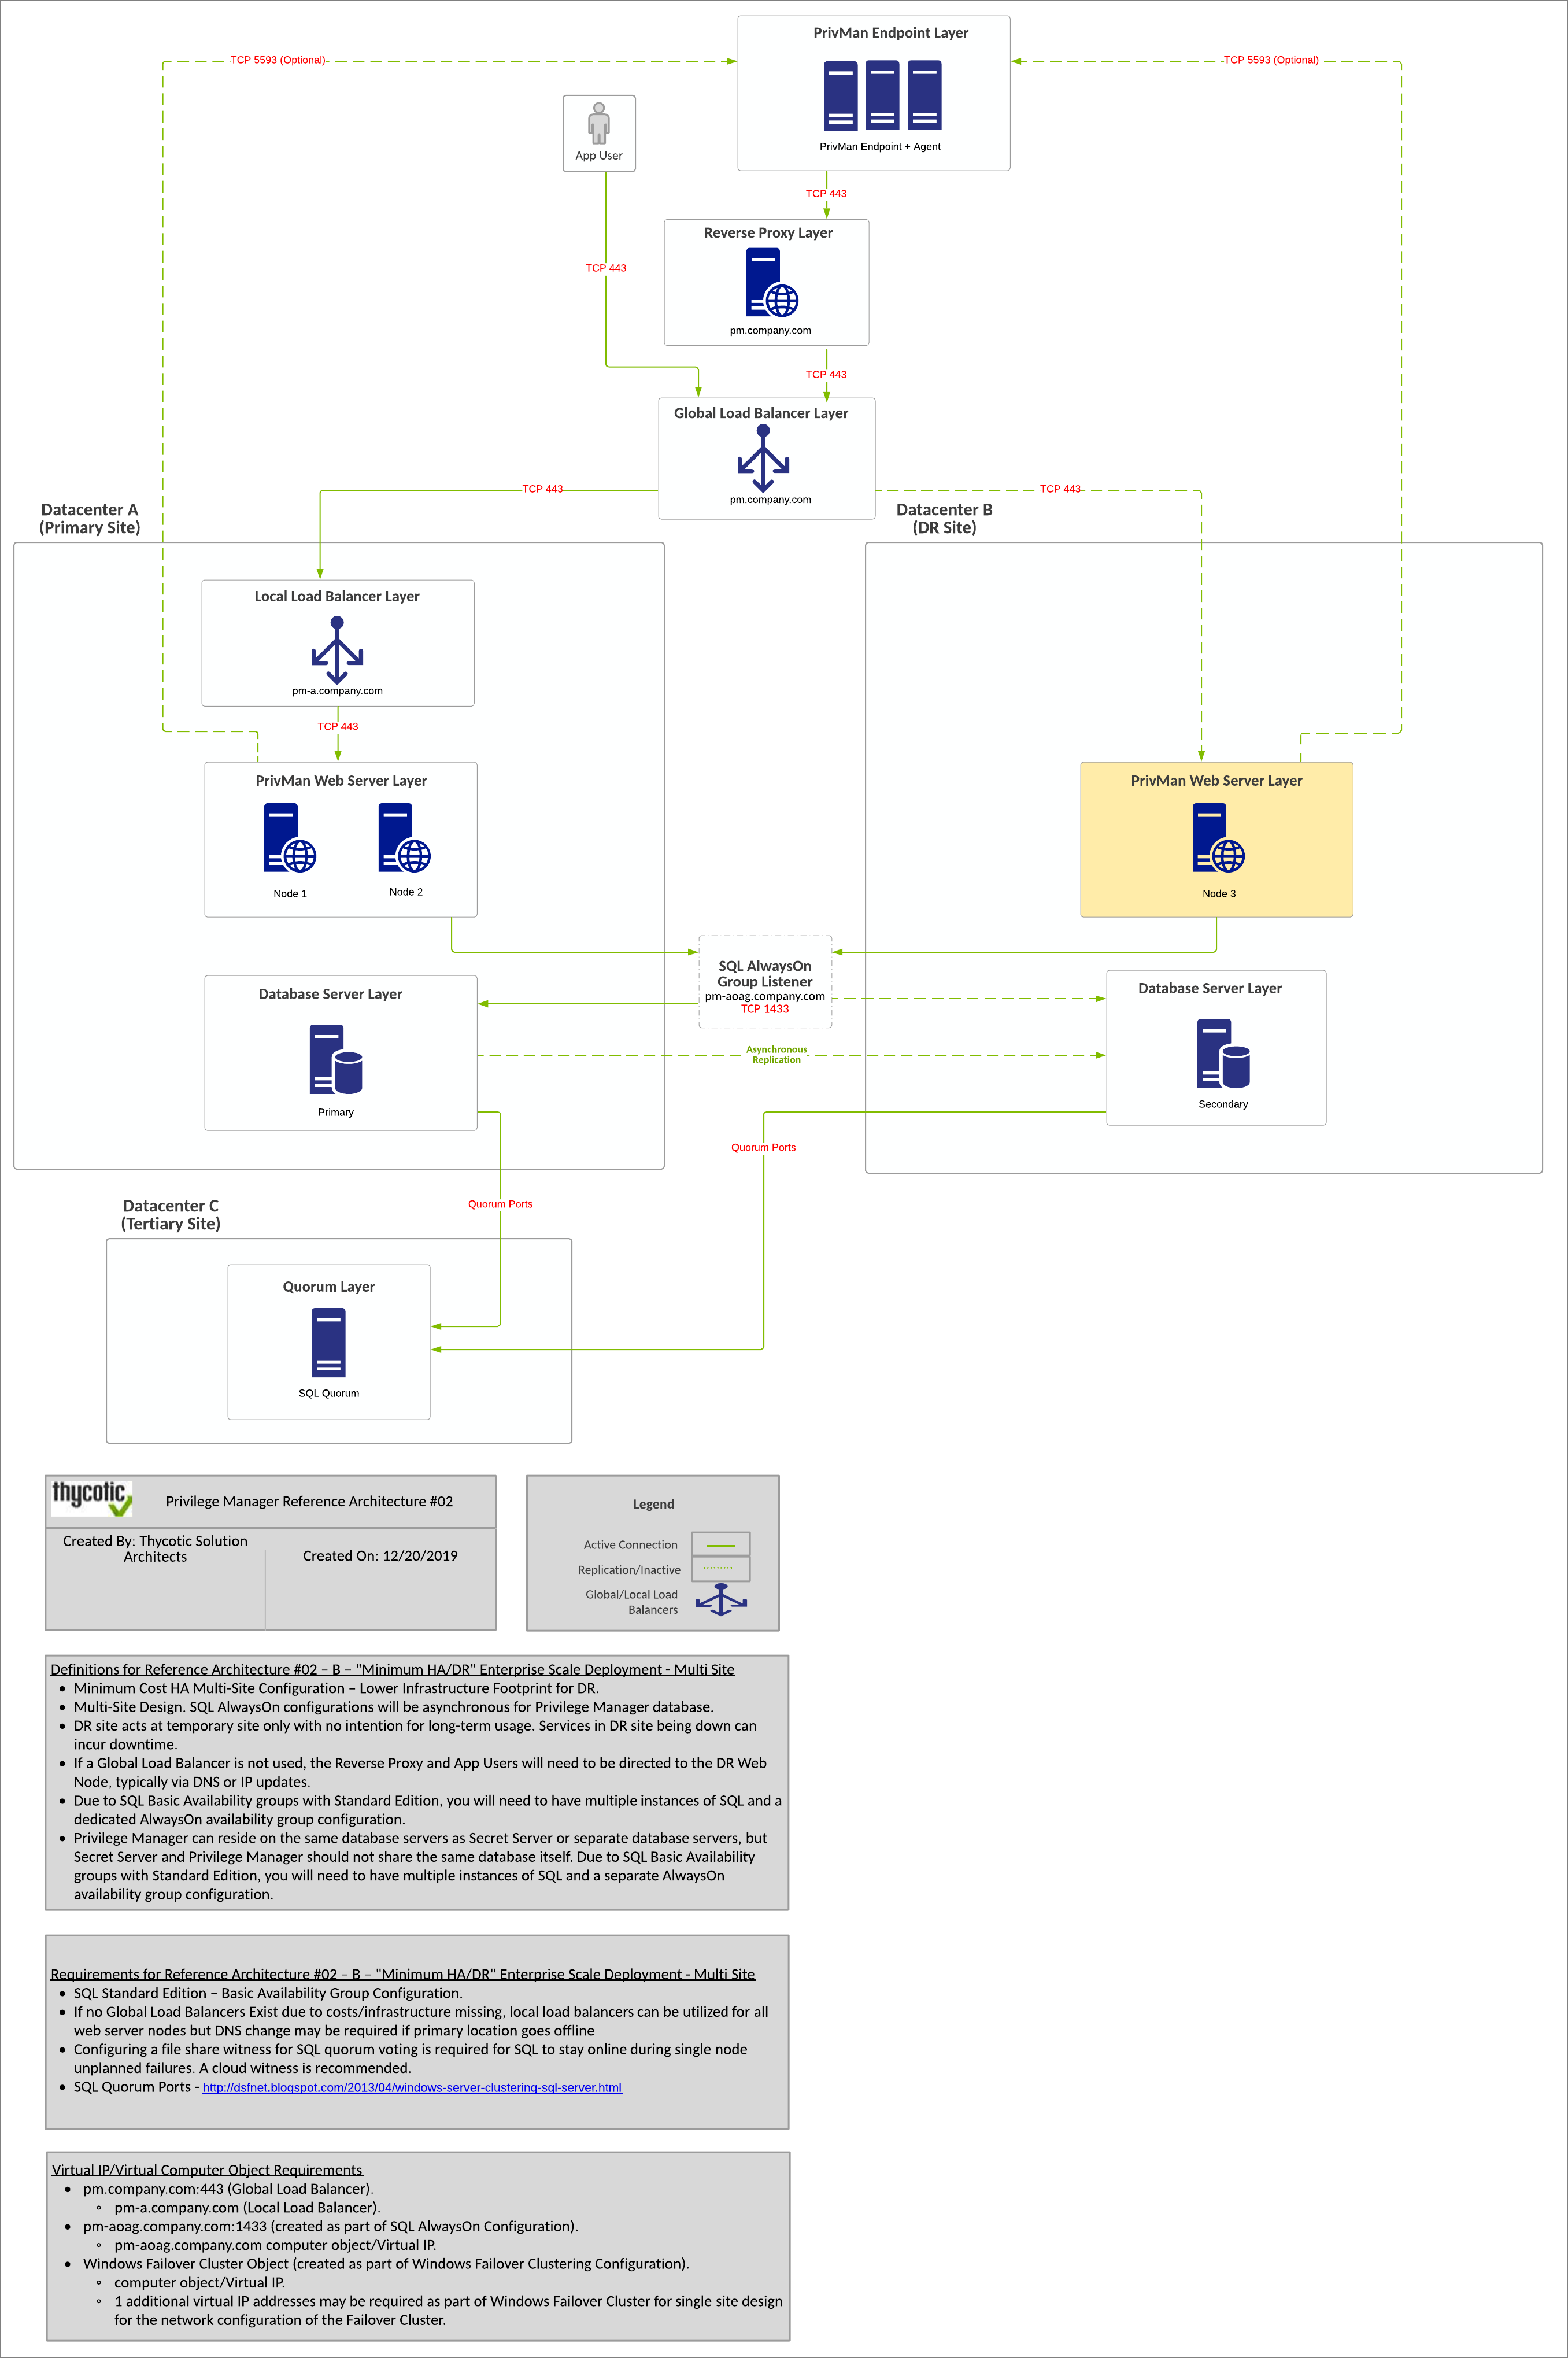 PrivMan Endpoint Layer
TCP 5593 (Optional)
TCP 5593 (Optional)
PrivMan Endpoint + Agent
App User
TCP 443
Reverse Proxy Layer
TCP 443
pm.company.com
TCP 443
Global Load Balancer Layer
pm.company.com
TCP 443
TCP 443
Datacenter A
(Primary Site)
Datacenter B
(DR Site)
Local Load Balancer Layer
pm-a.company.com
TCP 443
PrivMan Web Server Layer
Node 1
Node 2
PrivMan Web Server Layer
Node 3
SQL AlwaysOn
Group Listener
pm-aoag.company.com
TCP 1433
Database Server Layer
Primary
Database Server Layer
Secondary
Asynchronous
Replication
Quorum Ports
Quorum Ports
Datacenter C
(Tertiary Site)
Quorum Layer
SQL Quorum
thycotic
Privilege Manager Reference Architecture #02
Created By: Thycotic Solution
Architects
Created On: 12/20/2019
Legend
Active Connection
Replication/Inactive
Global/Local Load
Balancers
Definitions for Reference Architecture #02 – B – "Minimum HA/DR" Enterprise Scale Deployment - Multi Site
• Minimum Cost HA Multi-Site Configuration – Lower Infrastructure Footprint for DR.
• Multi-Site Design. SQL AlwaysOn configurations will be asynchronous for Privilege Manager database.
• DR site acts at temporary site only with no intention for long-term usage. Services in DR site being down can
incur downtime.
• If a Global Load Balancer is not used, the Reverse Proxy and App Users will need to be directed to the DR Web
Node, typically via DNS or IP updates.
• Due to SQL Basic Availability groups with Standard Edition, you will need to have multiple instances of SQL and a
dedicated AlwaysOn availability group configuration.
• Privilege Manager can reside on the same database servers as Secret Server or separate database servers, but
Secret Server and Privilege Manager should not share the same database itself. Due to SQL Basic Availability
groups with Standard Edition, you will need to have multiple instances of SQL and a separate AlwaysOn
availability group configuration.
Requirements for Reference Architecture #02 – B – "Minimum HA/DR" Enterprise Scale Deployment - Multi Site
• SQL Standard Edition – Basic Availability Group Configuration.
• If no Global Load Balancers Exist due to costs/infrastructure missing, local load balancers can be utilized for all
web server nodes but DNS change may be required if primary location goes offline
• Configuring a file share witness for SQL quorum voting is required for SQL to stay online during single node
unplanned failures. A cloud witness is recommended.
• SQL Quorum Ports - http://dsfnet.blogspot.com/2013/04/windows-server-clustering-sql-server.html
Virtual IP/Virtual Computer Object Requirements
• pm.company.com:443 (Global Load Balancer).
◦ pm-a.company.com (Local Load Balancer).
• pm-aoag.company.com:1433 (created as part of SQL AlwaysOn Configuration).
◦ pm-aoag.company.com computer object/Virtual IP.
• Windows Failover Cluster Object (created as part of Windows Failover Clustering Configuration).
◦ computer object/Virtual IP.
◦ 1 additional virtual IP addresses may be required as part of Windows Failover Cluster for single site design
for the network configuration of the Failover Cluster.